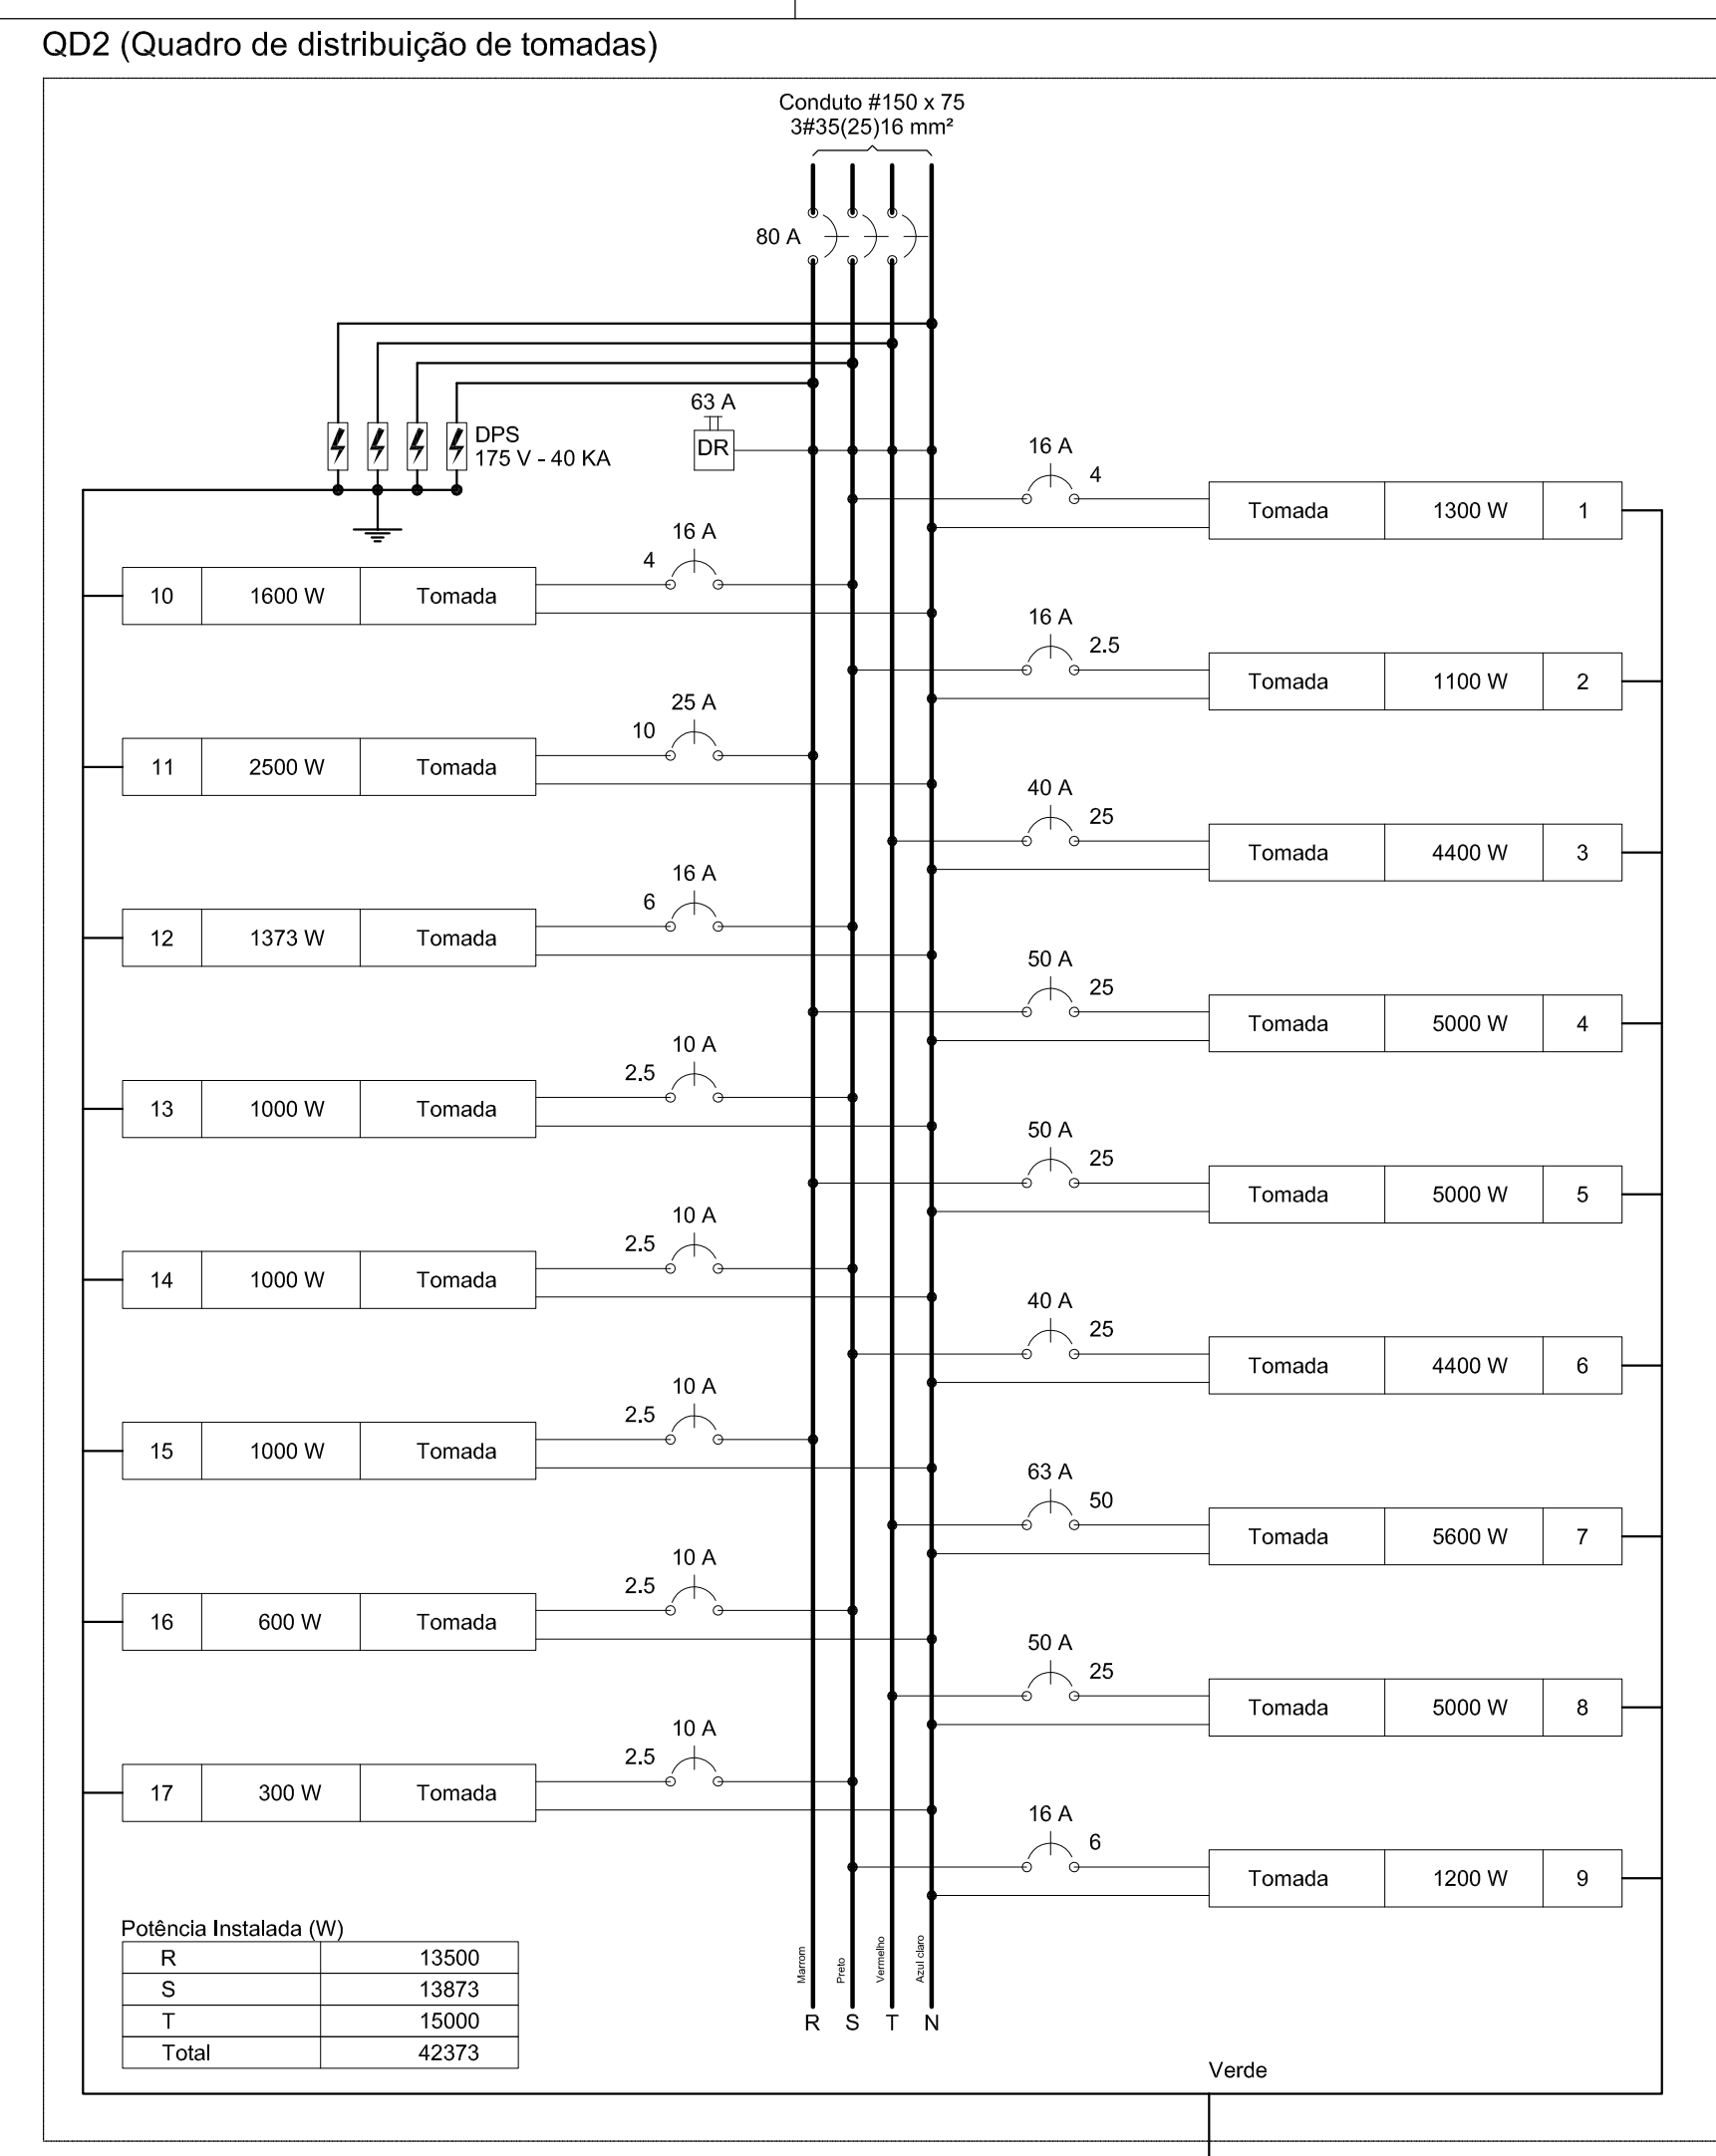 QD2 (Quadro de distribuição de tomadas)
Conduto #150 x 75
3#35(25)16 mm²
80 A
63 A
DR
DPS
175 V - 40 KA
16 A
4
Tomada 1300 W 1
16 A
4
10 1600 W Tomada
16 A
2.5
Tomada 1100 W 2
25 A
10
11 2500 W Tomada
40 A
25
Tomada 4400 W 3
16 A
6
12 1373 W Tomada
50 A
25
Tomada 5000 W 4
10 A
2.5
13 1000 W Tomada
50 A
25
Tomada 5000 W 5
10 A
2.5
14 1000 W Tomada
40 A
25
Tomada 4400 W 6
10 A
2.5
15 1000 W Tomada
63 A
50
Tomada 5600 W 7
10 A
2.5
16 600 W Tomada
50 A
25
Tomada 5000 W 8
10 A
2.5
17 300 W Tomada
16 A
6
Tomada 1200 W 9
Potência Instalada (W)
R 13500
S 13873
T 15000
Total 42373
Marrom
Preto
Vermelho
Azul claro
R S T N
Verde